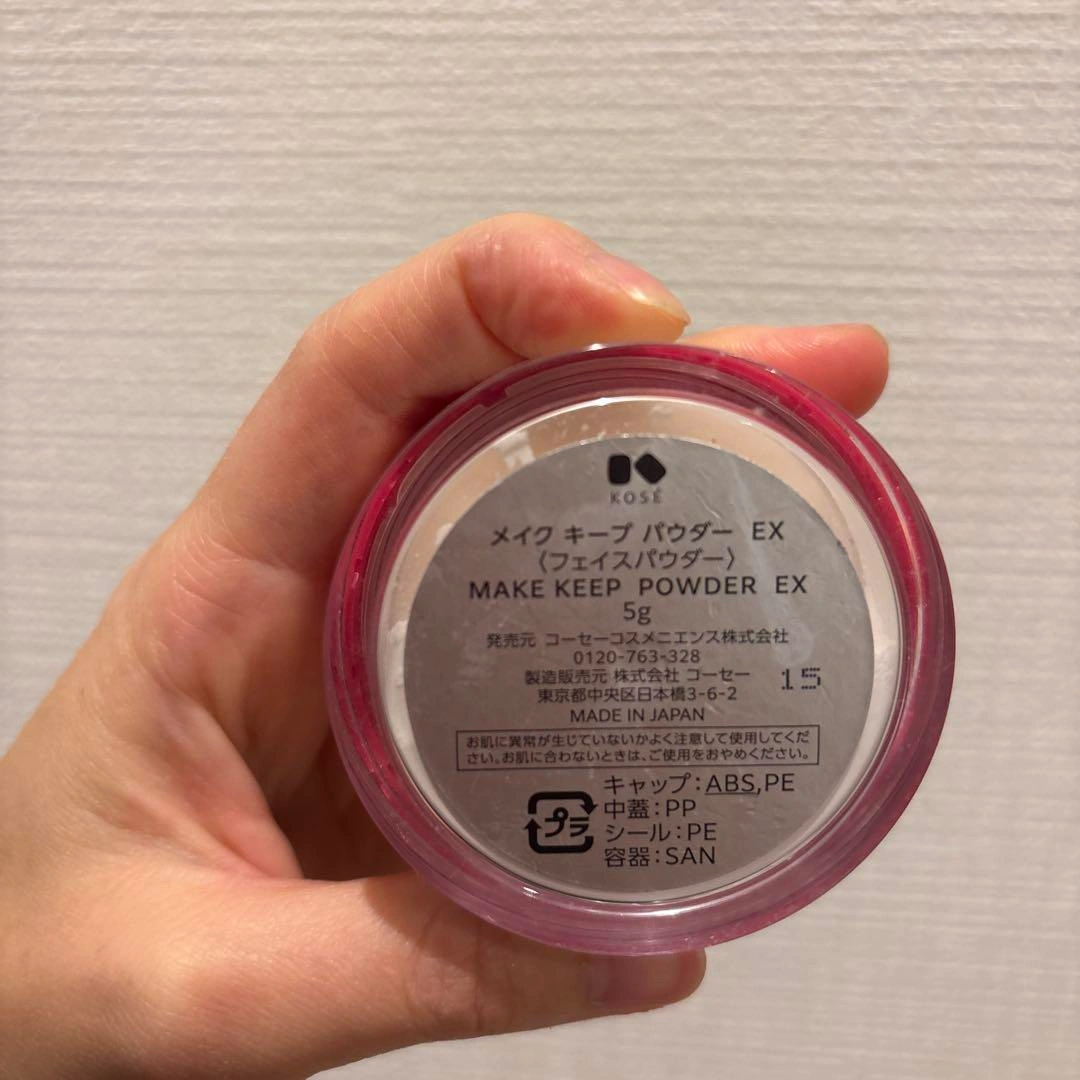 KOSÉ
メイク キープ パウダー EX
〈フェイスパウダー〉
MAKE KEEP POWDER EX
5g
発売元 コーセーコスメニエンス株式会社
0120-763-328
製造販売元 株式会社 コーセー
東京都中央区日本橋3-6-2
15
MADE IN JAPAN
お肌に異常が生じていないかよく注意して使用してくだ
さい。お肌に合わないときは、ご使用をおやめください。
キャップ：ABS,PE
中蓋：PP
シール：PE
容器：SAN
プラ